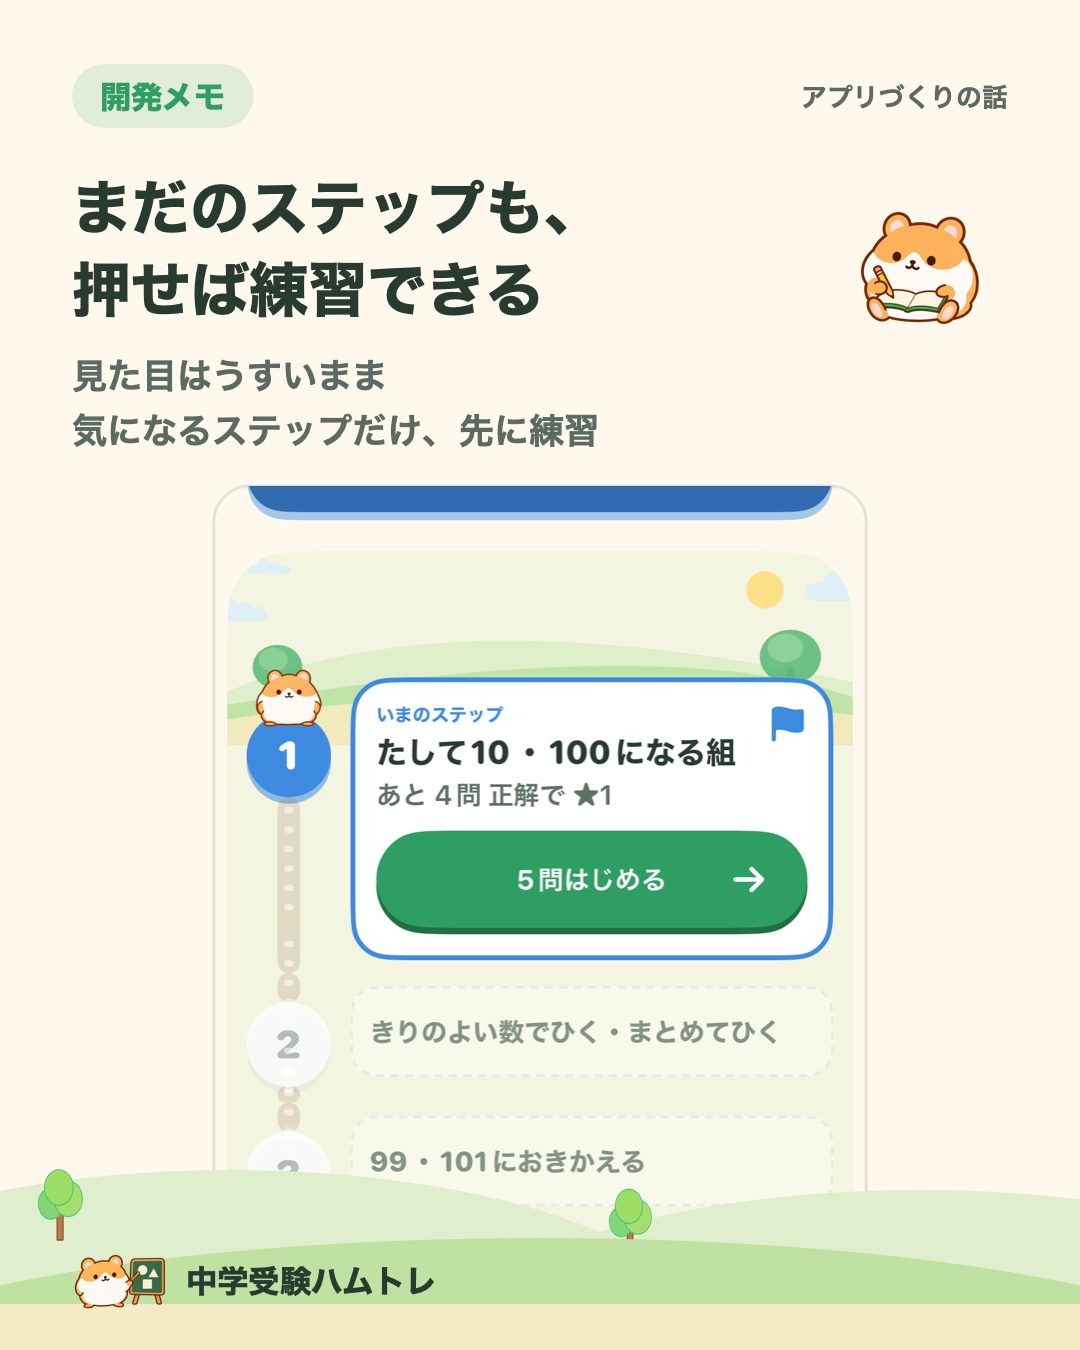 開発メモ
アプリづくりの話
まだのステップも、
押せば練習できる
見た目はうすいまま
気になるステップだけ、先に練習
いまのステップ
1
たして10・100になる組
あと 4問 正解で ★1
5問はじめる →
2
きりのよい数でひく・まとめてひく
99・101におきかえる
中学受験ハムトレ